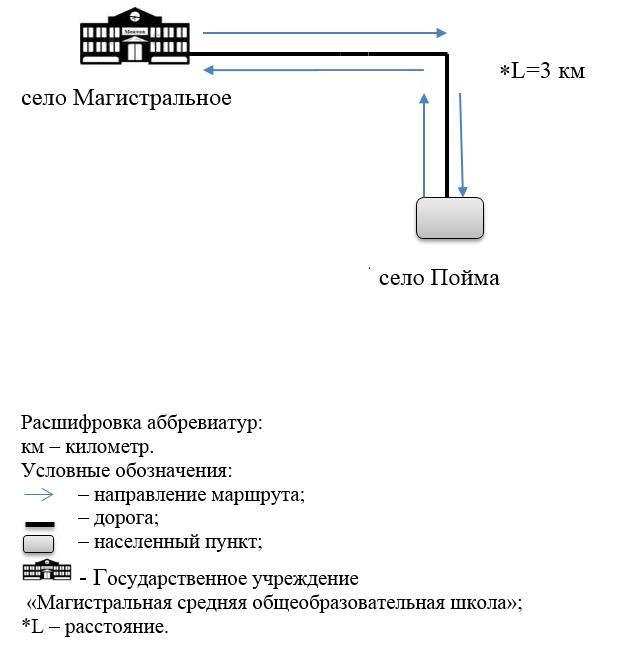 *L=3 км
село Магистральное
село Пойма
Расшифровка аббревиатур:
км – километр.
Условные обозначения:
– направление маршрута;
– дорога;
– населенный пункт;
- Государственное учреждение
«Магистральная средняя общеобразовательная школа»;
*L – расстояние.